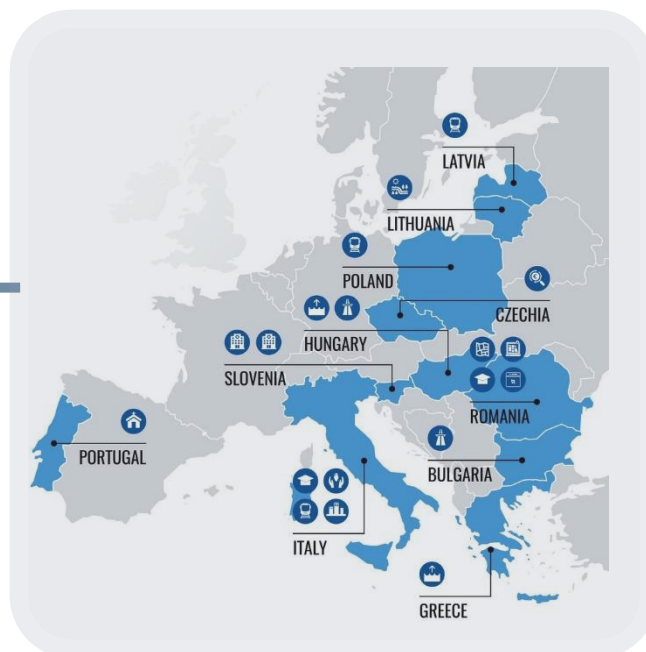 LATVIA
LITHUANIA
POLAND
CZECHIA
HUNGARY
SLOVENIA
ROMANIA
PORTUGAL
BULGARIA
ITALY
GREECE